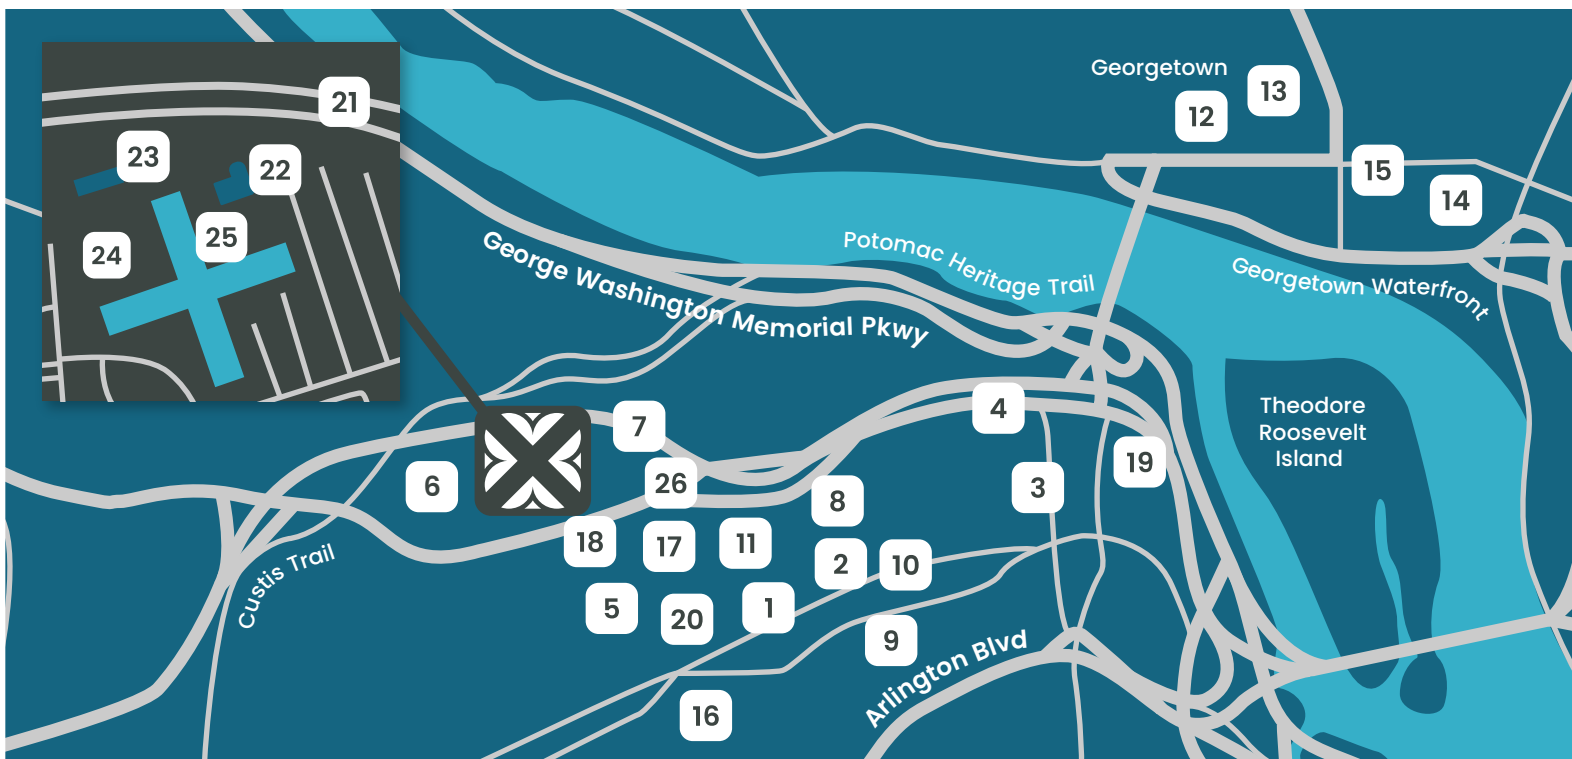 Georgetown
13
12
21
23
22
15
14
25
24
Potomac Heritage Trail
George Washington Memorial Pkwy
Georgetown Waterfront
4
Theodore
Roosevelt
Island
7
19
26
6
3
8
18
17
11
2
10
Custis Trail
5
20
1
9
Arlington Blvd
16